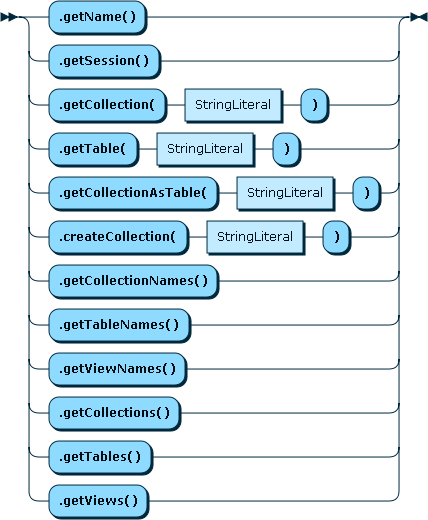 .getName()
.getSession()
.getCollection( StringLiteral )
.getTable( StringLiteral )
.getCollectionAsTable( StringLiteral )
.createCollection( StringLiteral )
.getCollectionNames()
.getTableNames()
.getViewNames()
.getCollections()
.getTables()
.getViews()